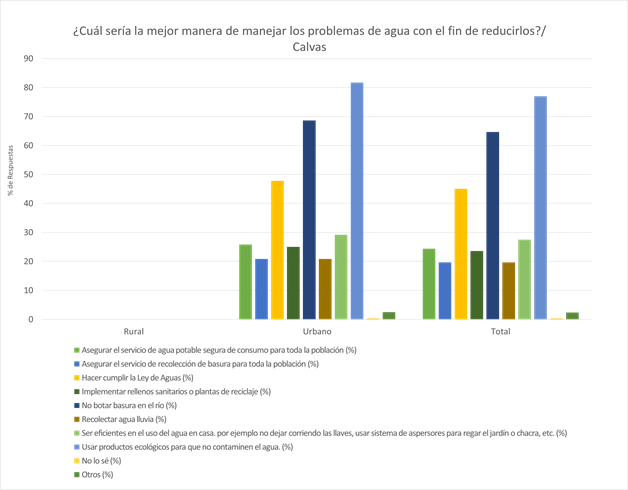 ¿Cuál sería la mejor manera de manejar los problemas de agua con el fin de reducirlos?/
Calvas
90
80
70
60
50
40
30
20
10
0
% de Respuestas
Rural
Urbano
Total
Asegurar el servicio de agua potable segura de consumo para toda la población (%)
Asegurar el servicio de recolección de basura para toda la población (%)
Hacer cumplir la Ley de Aguas (%)
Implementar rellenos sanitarios o plantas de reciclaje (%)
No botar basura en el río (%)
Recolectar agua lluvia (%)
Ser eficientes en el uso del agua en casa. por ejemplo no dejar corriendo las llaves, usar sistema de aspersores para regar el jardín o chacra, etc. (%)
Usar productos ecológicos para que no contaminen el agua. (%)
No lo sé (%)
Otros (%)